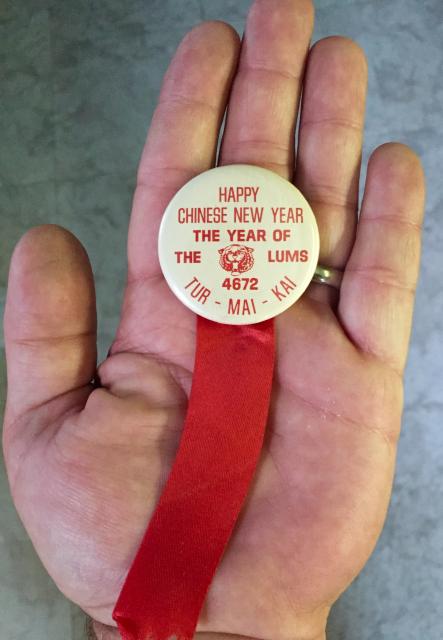 HAPPY
CHINESE NEW YEAR
THE YEAR OF
THE LUMS
4672
TUR - MAI - KAI